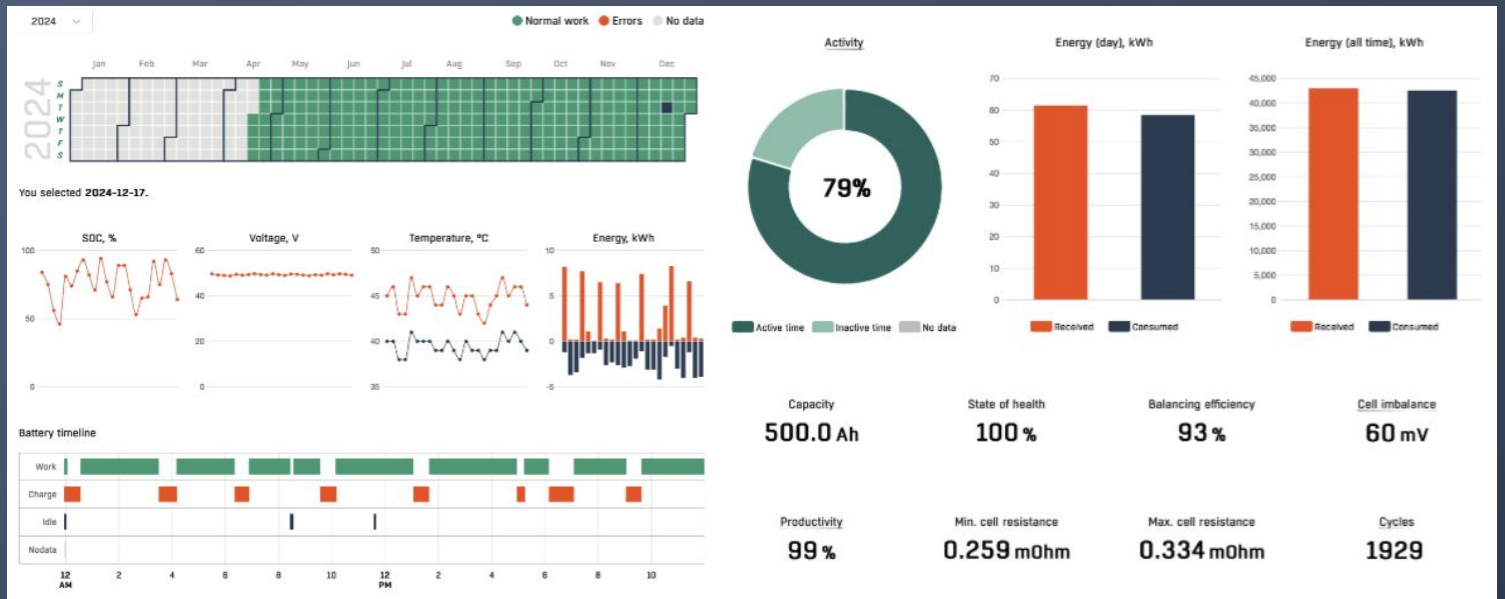 2024
Normal work Errors No data
Jan Feb Mar Apr May Jun Jul Aug Sep Oct Nov Dec
2024
S
M
T
W
T
F
S
You selected 2024-12-17.
SOC, %
100
50
0
Voltage, V
60
40
20
0
Temperature, °C
50
45
40
35
Energy, kWh
10
5
0
-5
Battery timeline
Work
Charge
Idle
Nodata
12 2 4 6 8 10 12 2 4 6 8 10
AM PM
Activity
79%
Active time Inactive time No data
Energy (day), kWh
70
60
50
40
30
20
10
0
Received Consumed
Energy (all time), kWh
45,000
40,000
35,000
30,000
25,000
20,000
15,000
10,000
5,000
0
Received Consumed
Capacity State of health Balancing efficiency Cell imbalance
500.0 Ah 100 % 93 % 60 mV
Productivity Min. cell resistance Max. cell resistance Cycles
99 % 0.259 mOhm 0.334 mOhm 1929